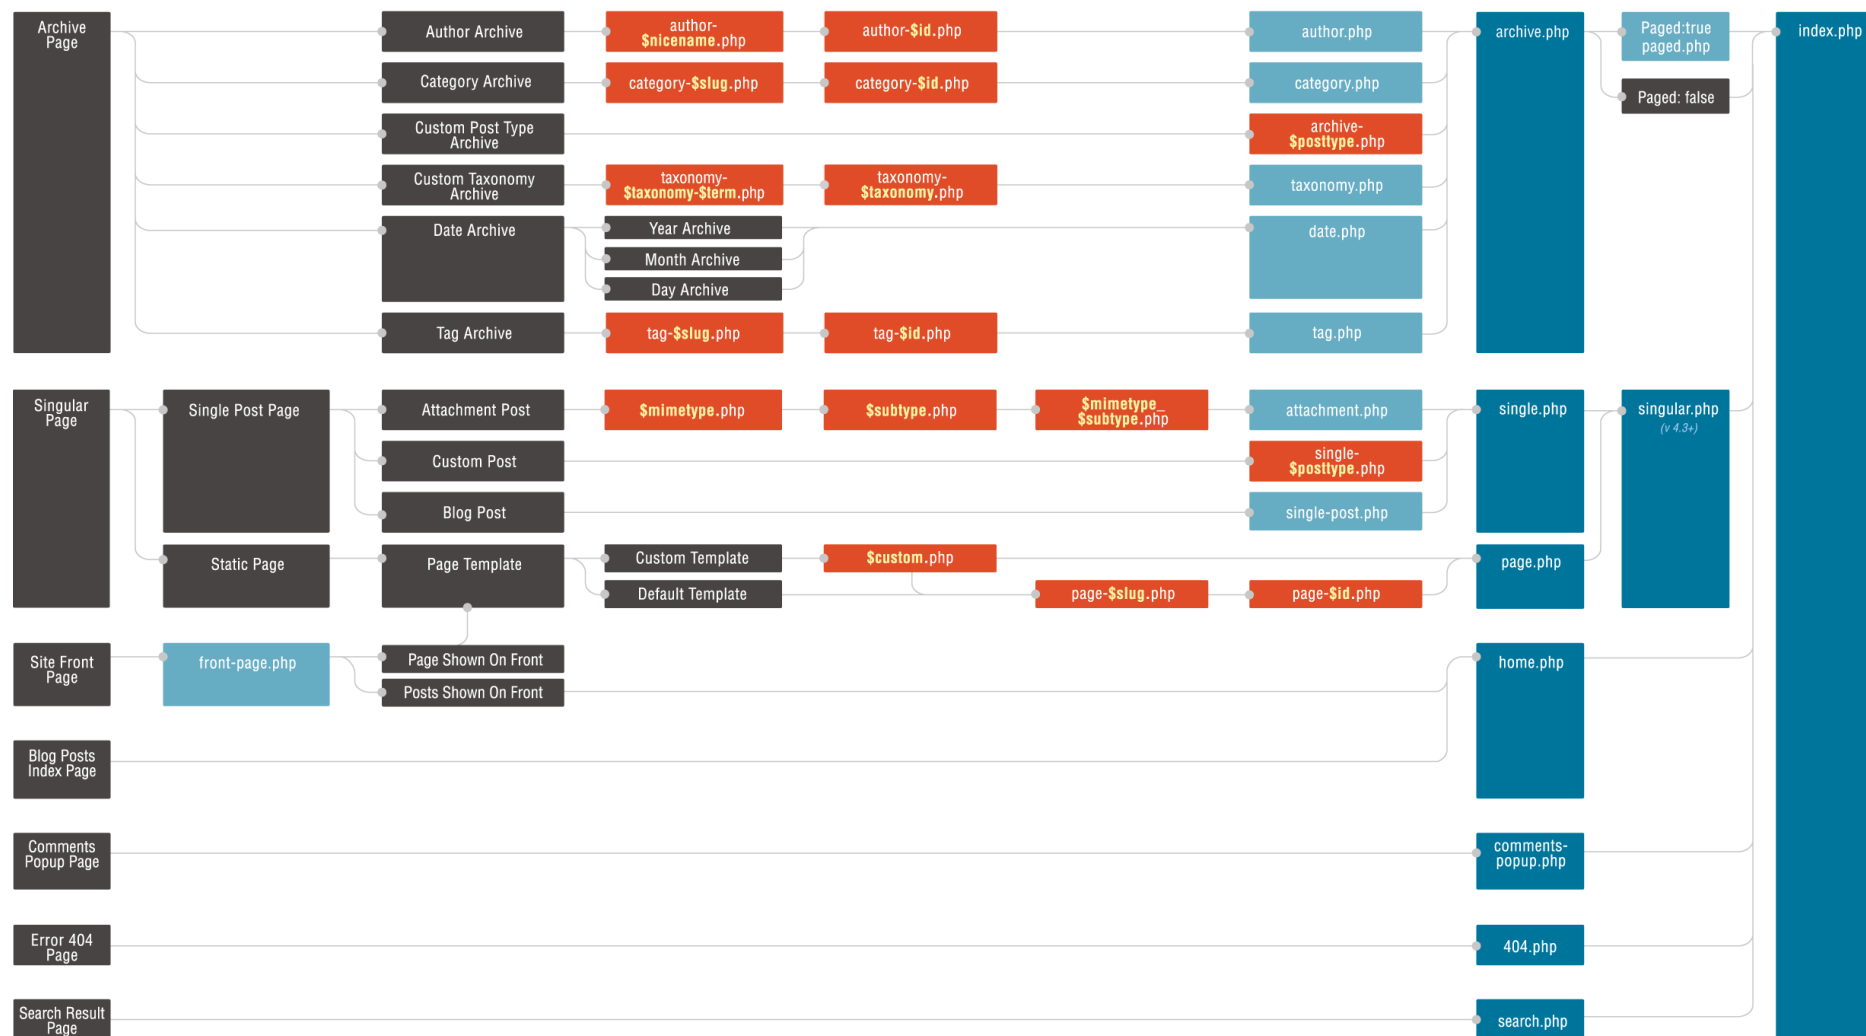 Archive
Page
Author Archive
author-
$nicename.php
author-$id.php
author.php
archive.php
Paged:true
paged.php
index.php
Category Archive
category-$slug.php
category-$id.php
category.php
Paged: false
Custom Post Type
Archive
archive-
$posttype.php
Custom Taxonomy
Archive
taxonomy-
$taxonomy-$term.php
taxonomy-
$taxonomy.php
taxonomy.php
Date Archive
Year Archive
date.php
Month Archive
Day Archive
Tag Archive
tag-$slug.php
tag-$id.php
tag.php
Singular
Page
Single Post Page
Attachment Post
$mimetype.php
$subtype.php
$mimetype_
$subtype.php
attachment.php
single.php
singular.php
(v 4.3+)
Custom Post
single-
$posttype.php
Blog Post
single-post.php
Static Page
Page Template
Custom Template
$custom.php
page.php
Default Template
page-$slug.php
page-$id.php
Site Front
Page
front-page.php
Page Shown On Front
home.php
Posts Shown On Front
Blog Posts
Index Page
Comments
Popup Page
comments-
popup.php
Error 404
Page
404.php
Search Result
Page
search.php